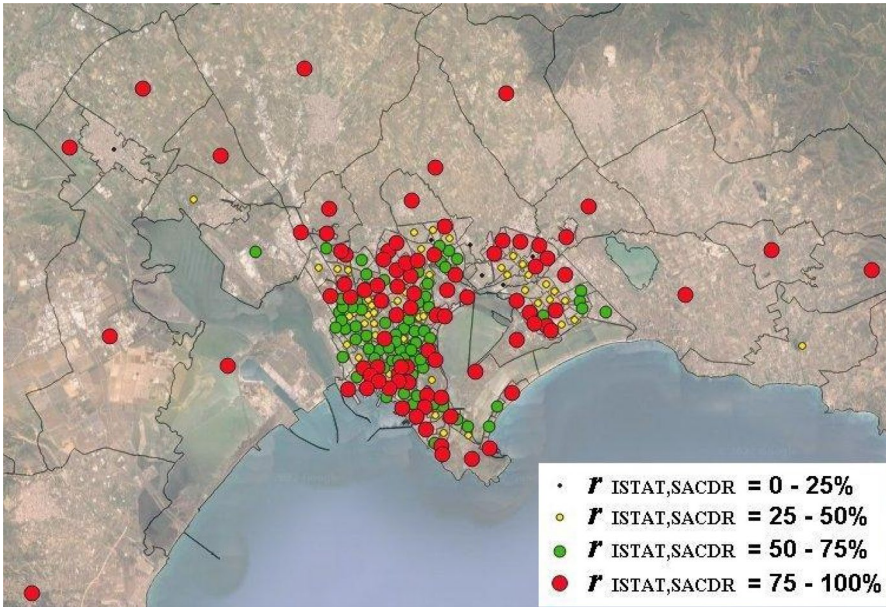 r ISTAT,SACDR = 0 - 25%
r ISTAT,SACDR = 25 - 50%
r ISTAT,SACDR = 50 - 75%
r ISTAT,SACDR = 75 - 100%